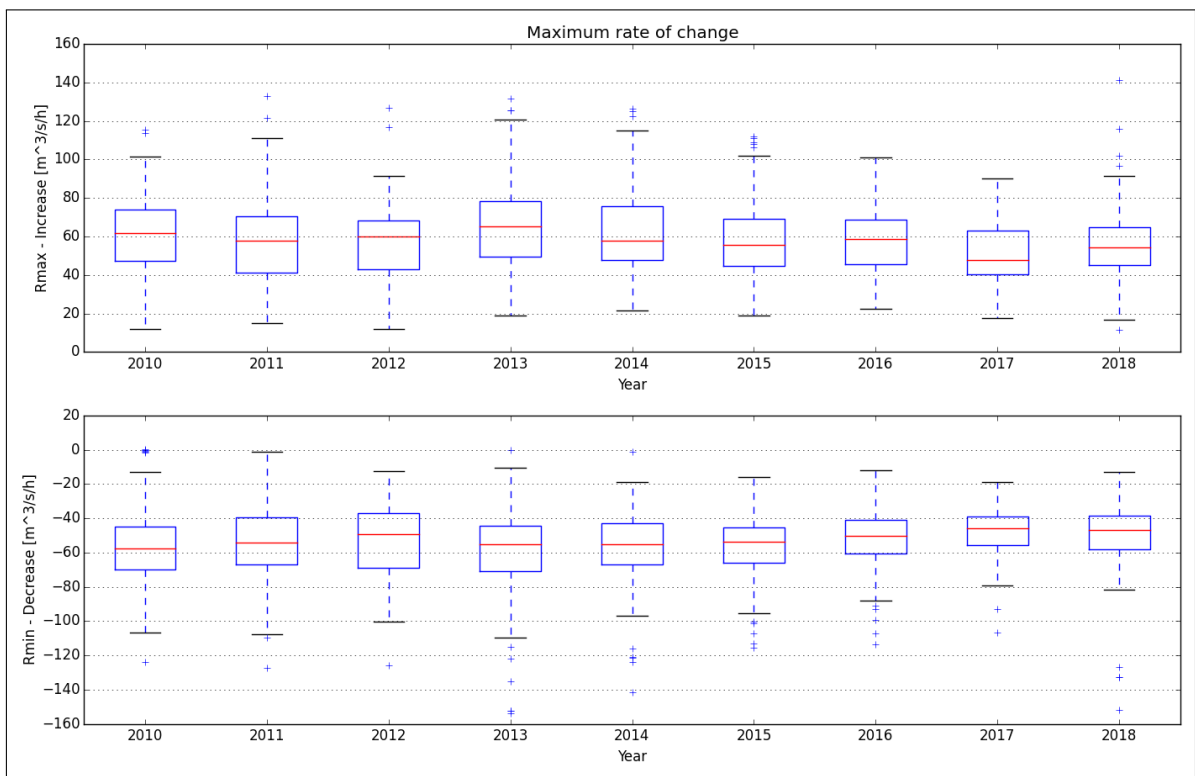 Maximum rate of change
Rmax - Increase [m^3/s/h]
160
140
120
100
80
60
40
20
0
2010 2011 2012 2013 2014 2015 2016 2017 2018
Year
Rmin - Decrease [m^3/s/h]
20
0
−20
−40
−60
−80
−100
−120
−140
−160
2010 2011 2012 2013 2014 2015 2016 2017 2018
Year